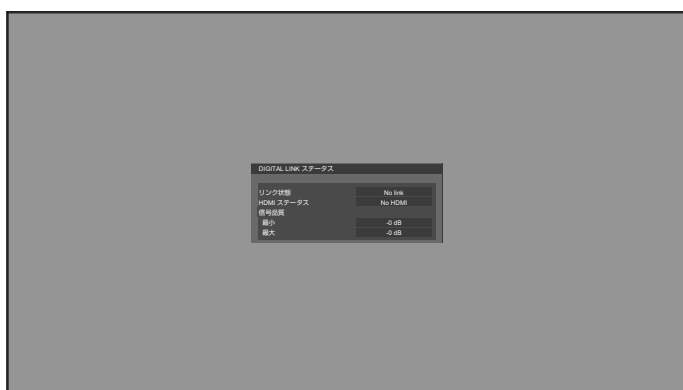 DIGITAL LINK ステータス
リンク状態 No link
HDMI ステータス No HDMI
信号品質
最小 -0 dB
最大 -0 dB